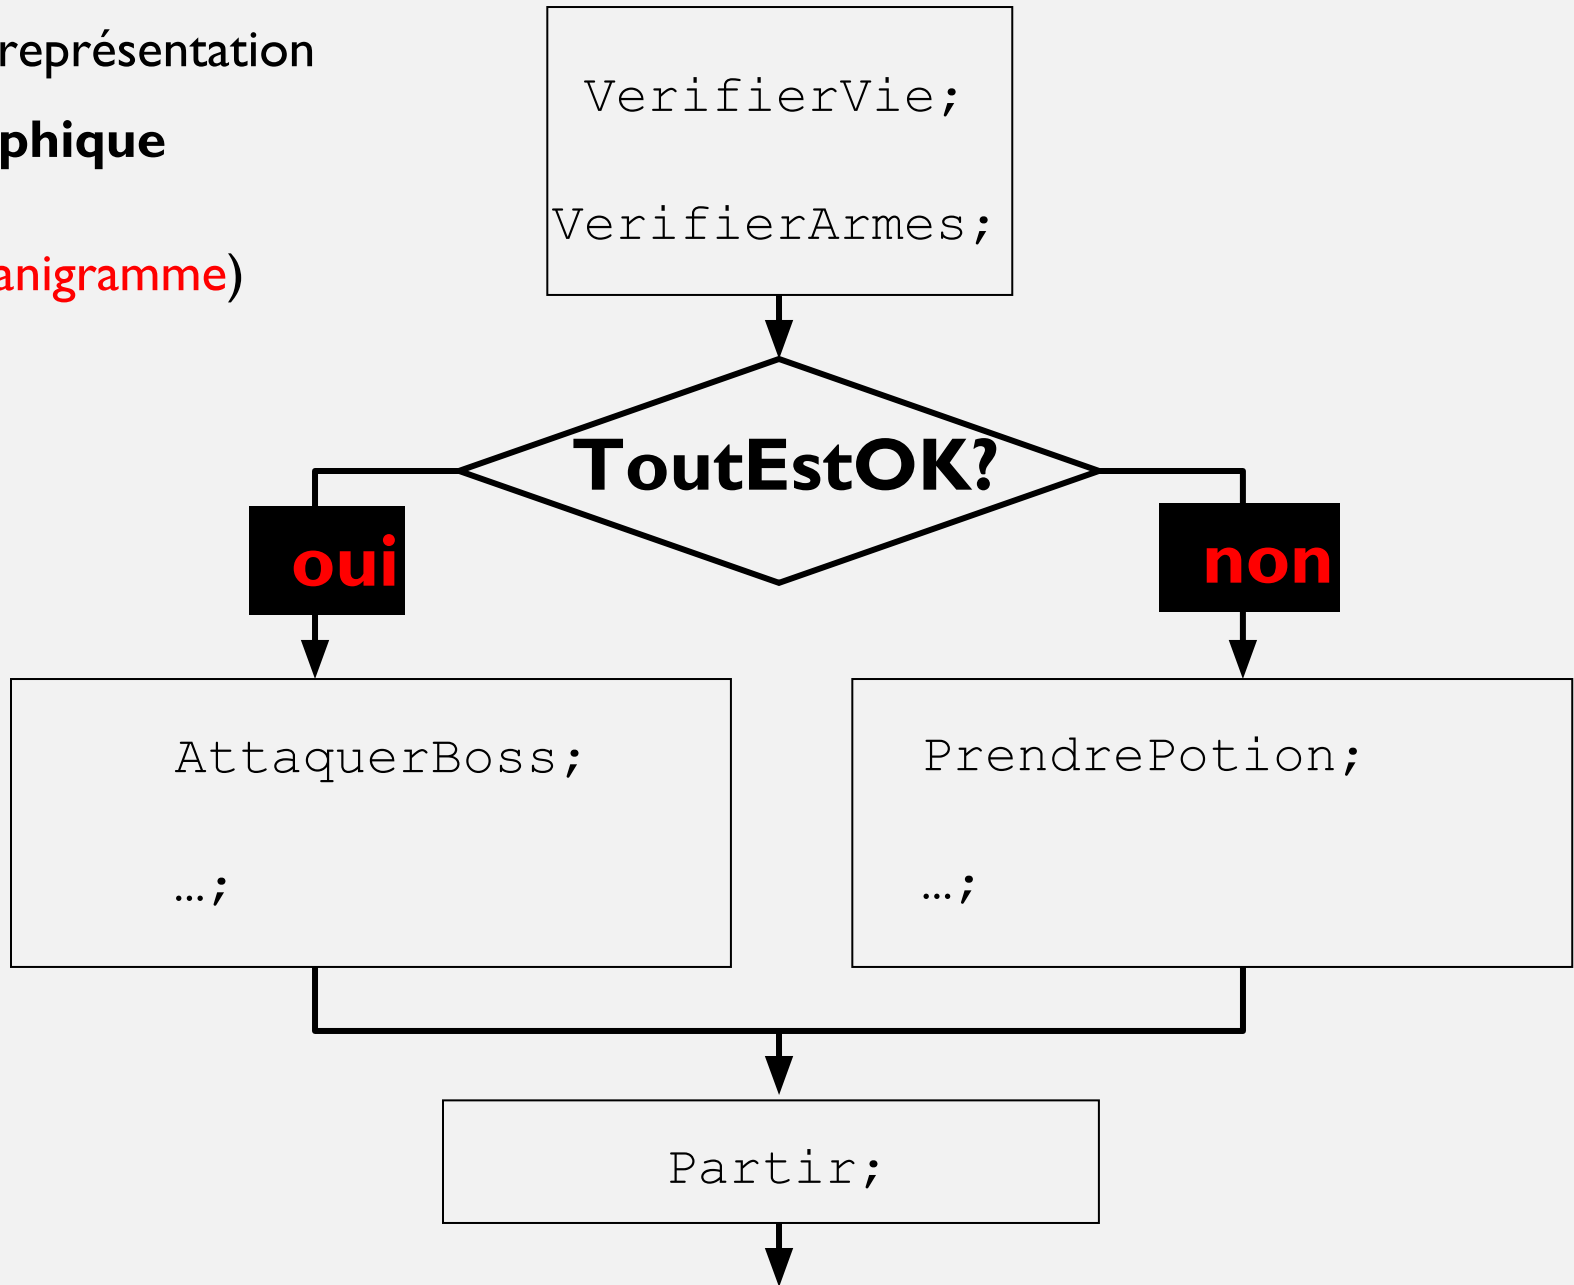 représentation
phique
anigramme)
VerifierVie;
VerifierArmes;
ToutEstOK?
oui
non
AttaquerBoss;
…;
PrendrePotion;
…;
Partir;